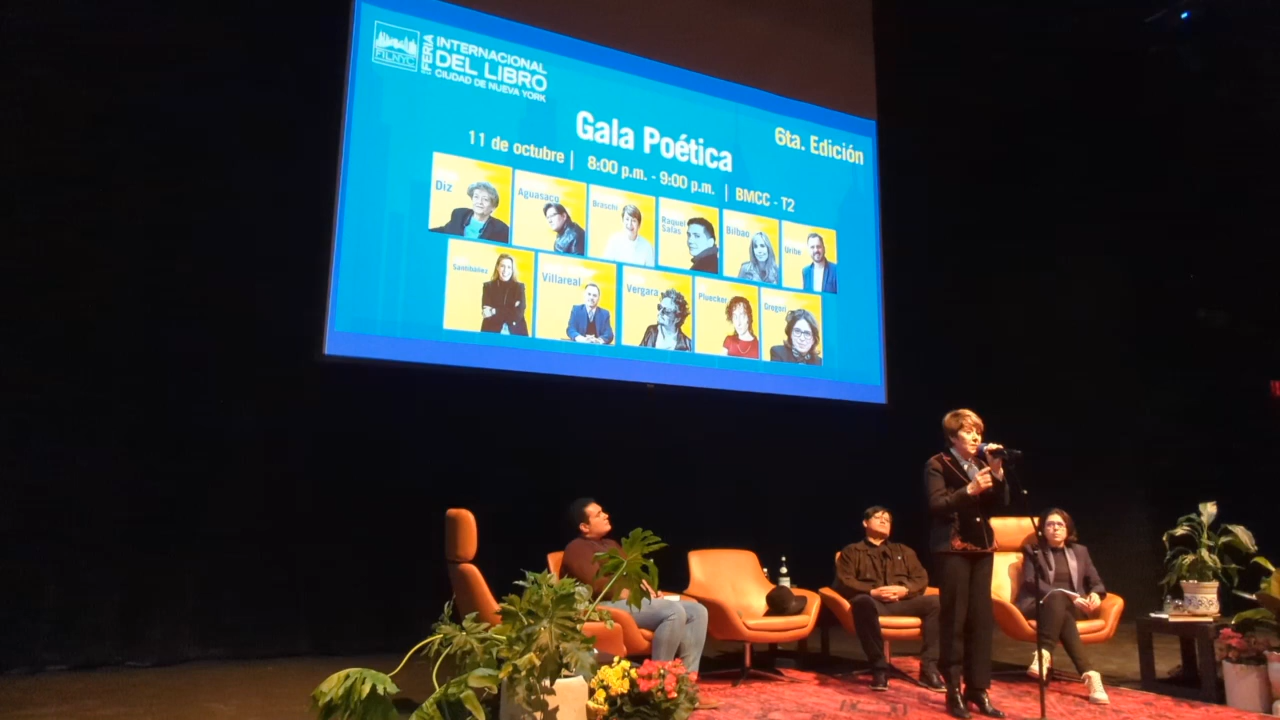 FILNYC
FERIA
INTERNACIONAL
DEL LIBRO
CIUDAD DE NUEVA YORK
Gala Poética
6ta. Edición
11 de octubre | 8:00 p.m. - 9:00 p.m. | BMCC - T2
Diz
Aguasaco
Braschi
Raquel
Salas
Bilbao
Uribe
Santibáñez
Villareal
Vergara
Pluecker
Gregori